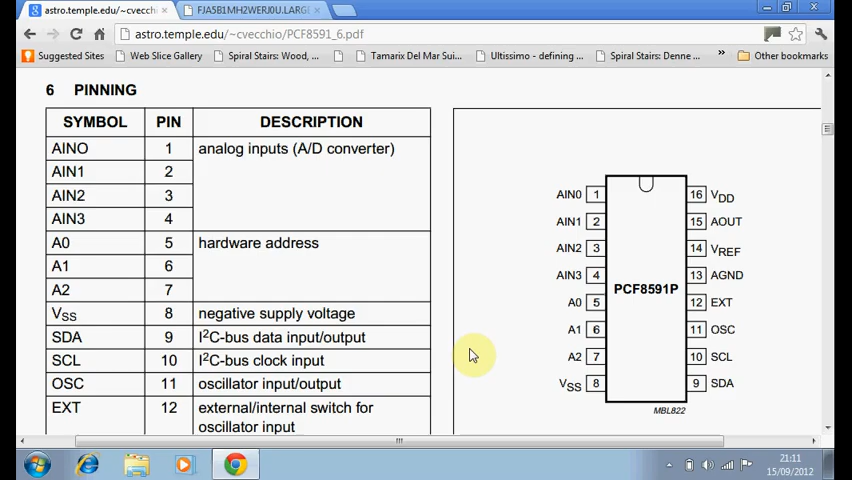 astro.temple.edu/~cvecc ×
FJA5B1MH2WERJ0U.LARGE ×
astro.temple.edu/~cvecchio/PCF8591_6.pdf
Suggested Sites
Web Slice Gallery
Spiral Stairs: Wood, ...
Tamarix Del Mar Sui...
Ultissimo - defining ...
Spiral Stairs: Denne ...
»
Other bookmarks
6 PINNING
SYMBOL PIN DESCRIPTION
AINO 1 analog inputs (A/D converter)
AIN1 2
AIN2 3
AIN3 4
A0 5 hardware address
A1 6
A2 7
VSS 8 negative supply voltage
SDA 9 I2C-bus data input/output
SCL 10 I2C-bus clock input
OSC 11 oscillator input/output
EXT 12 external/internal switch for
oscillator input
AIN0 1 16 VDD
AIN1 2 15 AOUT
AIN2 3 14 VREF
AIN3 4 13 AGND
PCF8591P
A0 5 12 EXT
A1 6 11 OSC
A2 7 10 SCL
VSS 8 9 SDA
MBL822
21:11
15/09/2012